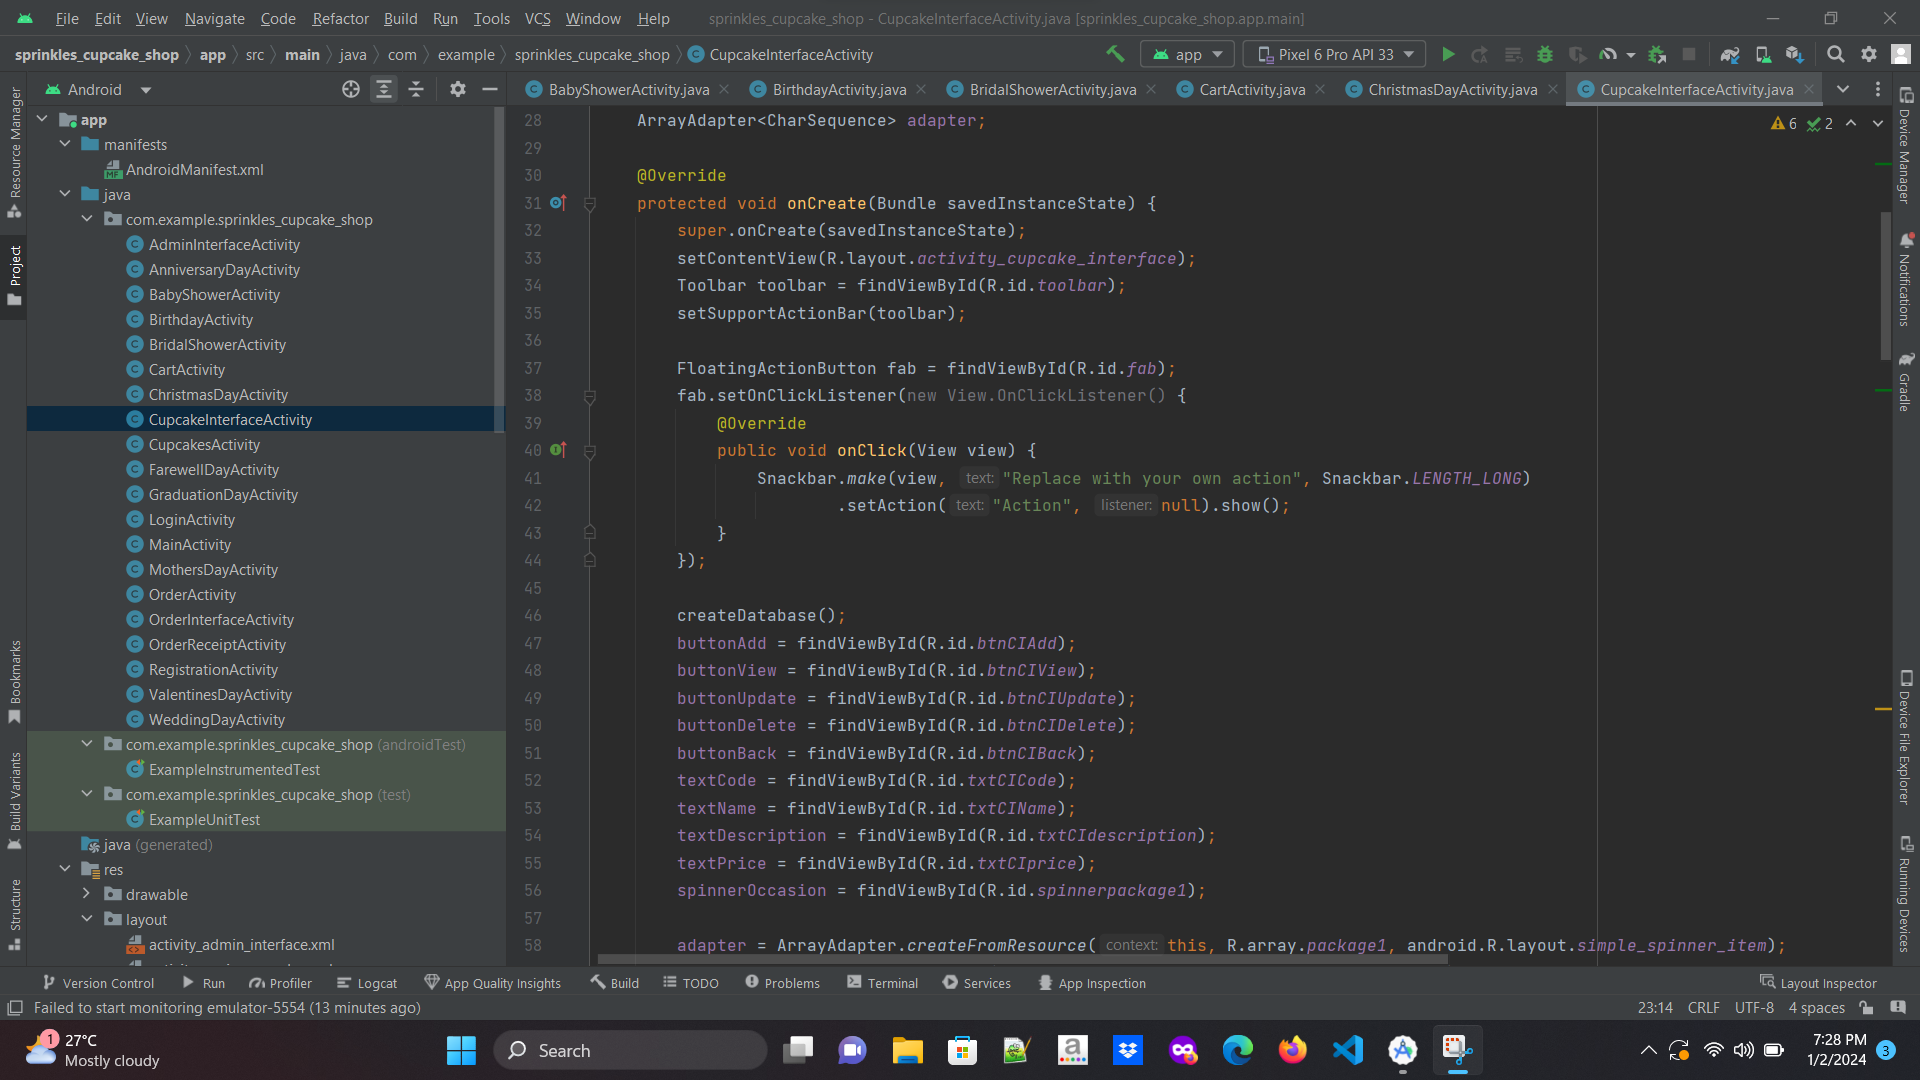 File Edit View Navigate Code Refactor Build Run Tools VCS Window Help sprinkles_cupcake_shop - CupcakeInterfaceActivity.java [sprinkles_cupcake_shop.app.main]
sprinkles_cupcake_shop app src main java com example sprinkles_cupcake_shop CupcakeInterfaceActivity app Pixel 6 Pro API 33
Android
BabyShowerActivity.java BirthdayActivity.java BridalShowerActivity.java CartActivity.java ChristmasDayActivity.java CupcakeInterfaceActivity.java
Resource Manager
Project
Bookmarks
Build Variants
Structure
app
manifests
AndroidManifest.xml
java
com.example.sprinkles_cupcake_shop
AdminInterfaceActivity
AnniversaryDayActivity
BabyShowerActivity
BirthdayActivity
BridalShowerActivity
CartActivity
ChristmasDayActivity
CupcakeInterfaceActivity
CupcakesActivity
FarewellDayActivity
GraduationDayActivity
LoginActivity
MainActivity
MothersDayActivity
OrderActivity
OrderInterfaceActivity
OrderReceiptActivity
RegistrationActivity
ValentinesDayActivity
WeddingDayActivity
com.example.sprinkles_cupcake_shop (androidTest)
ExampleInstrumentedTest
com.example.sprinkles_cupcake_shop (test)
ExampleUnitTest
java (generated)
res
drawable
layout
activity_admin_interface.xml
28 ArrayAdapter<CharSequence> adapter;
29
30 @Override
31 protected void onCreate(Bundle savedInstanceState) {
32 super.onCreate(savedInstanceState);
33 setContentView(R.layout.activity_cupcake_interface);
34 Toolbar toolbar = findViewById(R.id.toolbar);
35 setSupportActionBar(toolbar);
36
37 FloatingActionButton fab = findViewById(R.id.fab);
38 fab.setOnClickListener(new View.OnClickListener() {
39 @Override
40 public void onClick(View view) {
41 Snackbar.make(view, text: "Replace with your own action", Snackbar.LENGTH_LONG)
42 .setAction( text: "Action", listener: null).show();
43 }
44 });
45
46 createDatabase();
47 buttonAdd = findViewById(R.id.btnCIAdd);
48 buttonView = findViewById(R.id.btnCIView);
49 buttonUpdate = findViewById(R.id.btnCIUpdate);
50 buttonDelete = findViewById(R.id.btnCIDelete);
51 buttonBack = findViewById(R.id.btnCIBack);
52 textCode = findViewById(R.id.txtCICode);
53 textName = findViewById(R.id.txtCIName);
54 textDescription = findViewById(R.id.txtCIdescription);
55 textPrice = findViewById(R.id.txtCIprice);
56 spinnerOccasion = findViewById(R.id.spinnerpackage1);
57
58 adapter = ArrayAdapter.createFromResource( context: this, R.array.package1, android.R.layout.simple_spinner_item);
6 2
Device Manager
Notifications
Gradle
Device File Explorer
Running Devices
Version Control Run Profiler Logcat App Quality Insights Build TODO Problems Terminal Services App Inspection Layout Inspector
Failed to start monitoring emulator-5554 (13 minutes ago) 23:14 CRLF UTF-8 4 spaces
1 27°C
Mostly cloudy
Search
7:28 PM
1/2/2024
3